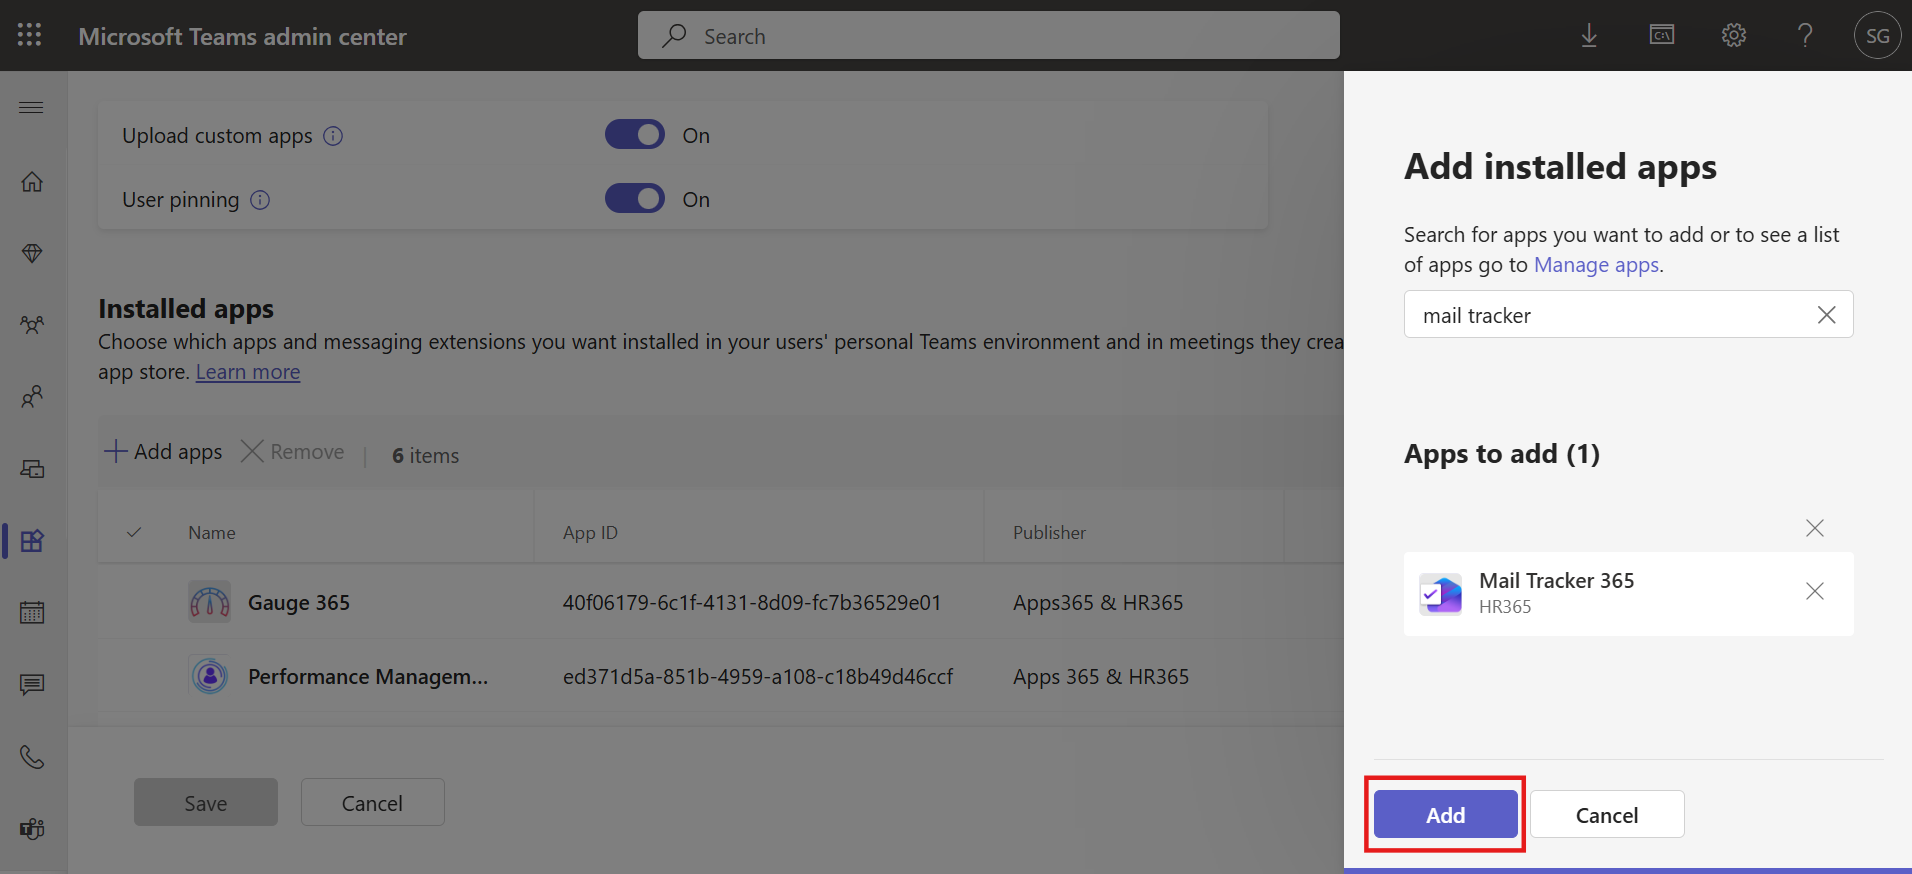 Microsoft Teams admin center
Search
C:\
SG
Upload custom apps
On
User pinning
On
Installed apps
Choose which apps and messaging extensions you want installed in your users' personal Teams environment and in meetings they crea
app store. Learn more
Add apps
Remove
6 items
Name
App ID
Publisher
Gauge 365
40f06179-6c1f-4131-8d09-fc7b36529e01
Apps365 & HR365
Performance Managem...
ed371d5a-851b-4959-a108-c18b49d46ccf
Apps 365 & HR365
Save
Cancel
Add installed apps
Search for apps you want to add or to see a list
of apps go to Manage apps.
mail tracker
Apps to add (1)
Mail Tracker 365
HR365
Add
Cancel